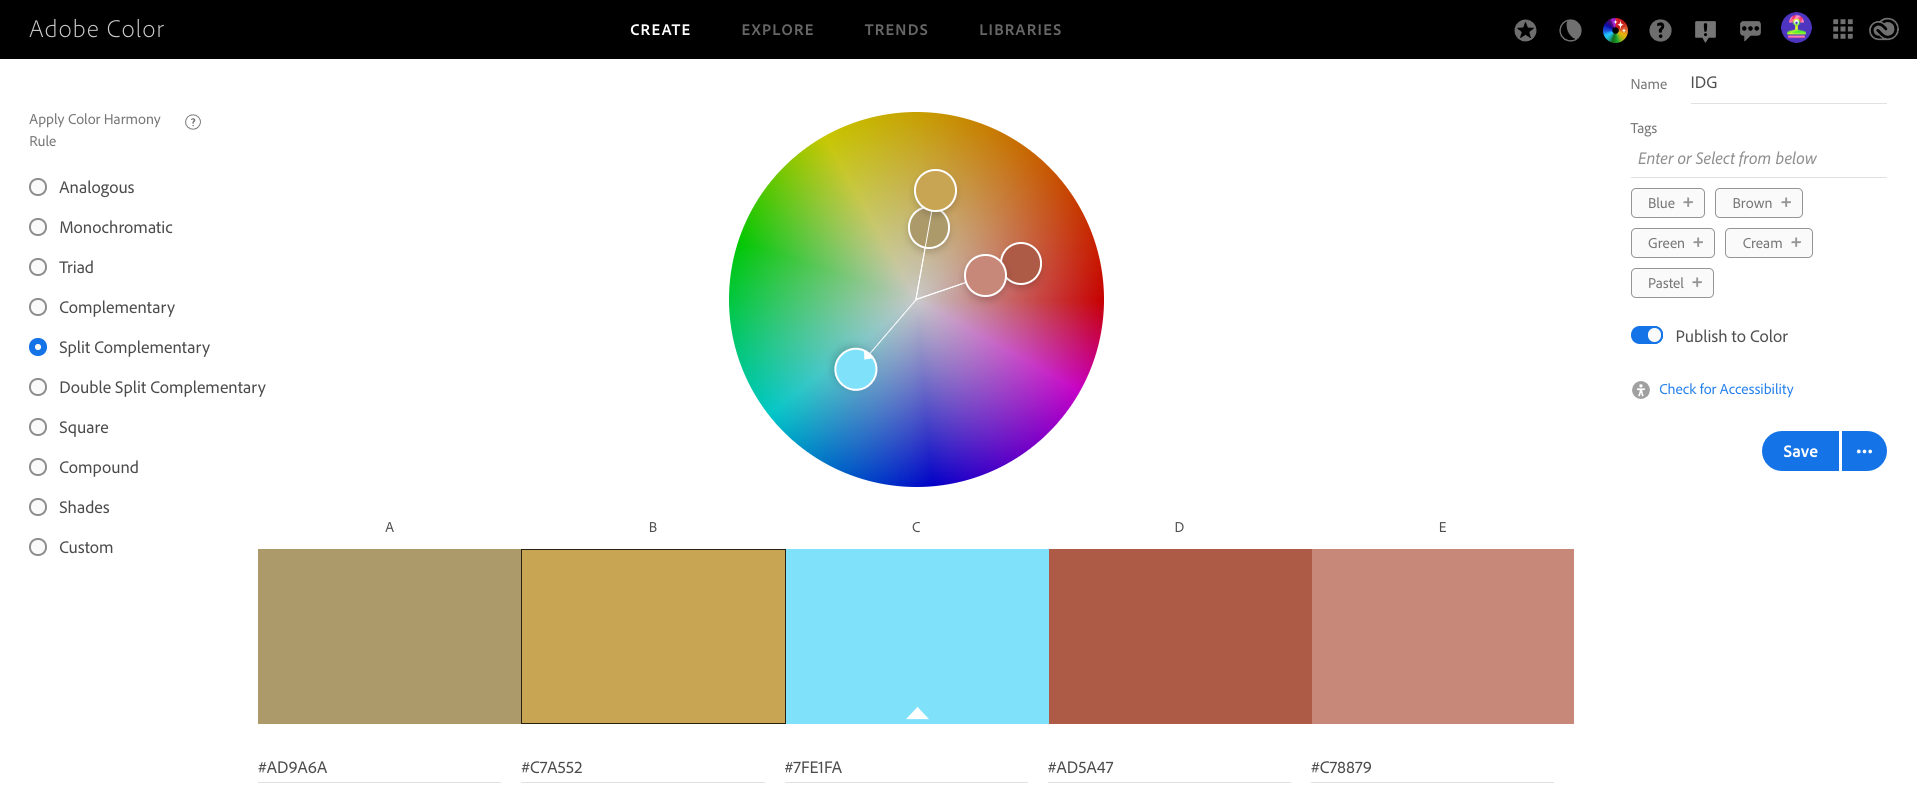 Adobe Color
CREATE EXPLORE TRENDS LIBRARIES
Apply Color Harmony
Rule
Analogous
Monochromatic
Triad
Complementary
Split Complementary
Double Split Complementary
Square
Compound
Shades
Custom
Name IDG
Tags
Enter or Select from below
Blue + Brown +
Green + Cream +
Pastel +
Publish to Color
Check for Accessibility
Save
A B C D E
#AD9A6A #C7A552 #7FE1FA #AD5A47 #C78879